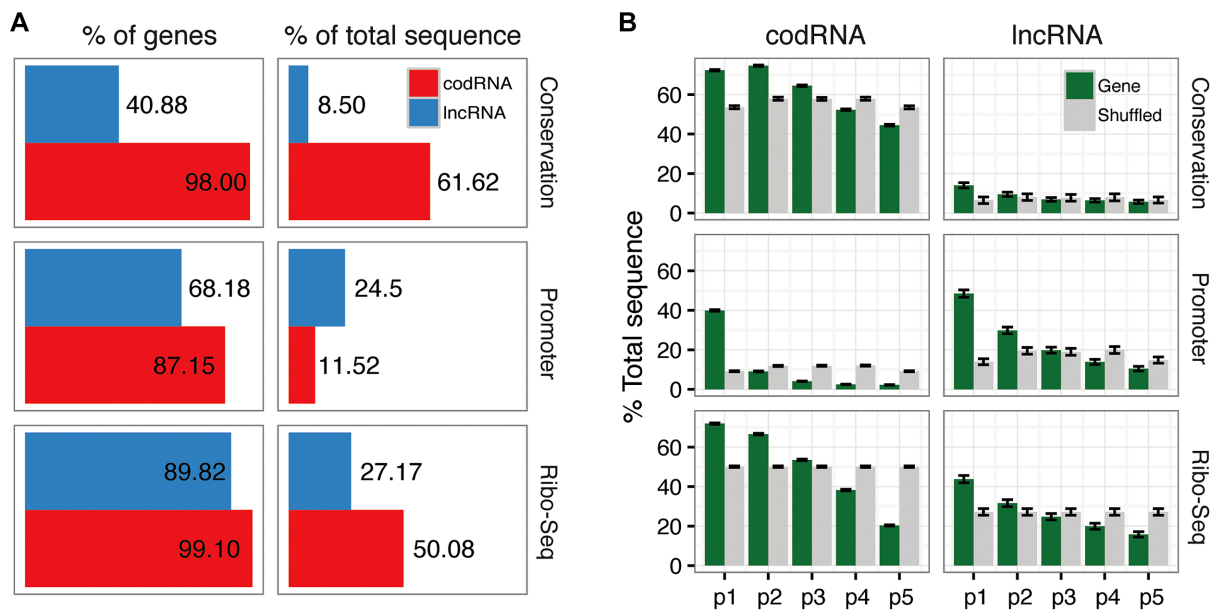 A
% of genes
% of total sequence
40.88
98.00
8.50
61.62
codRNA
lncRNA
Conservation
68.18
87.15
24.5
11.52
Promoter
89.82
99.10
27.17
50.08
Ribo-Seq
B
codRNA
lncRNA
% Total sequence
60
40
20
0
Gene
Shuffled
Conservation
60
40
20
0
Promoter
60
40
20
0
Ribo-Seq
p1 p2 p3 p4 p5
p1 p2 p3 p4 p5